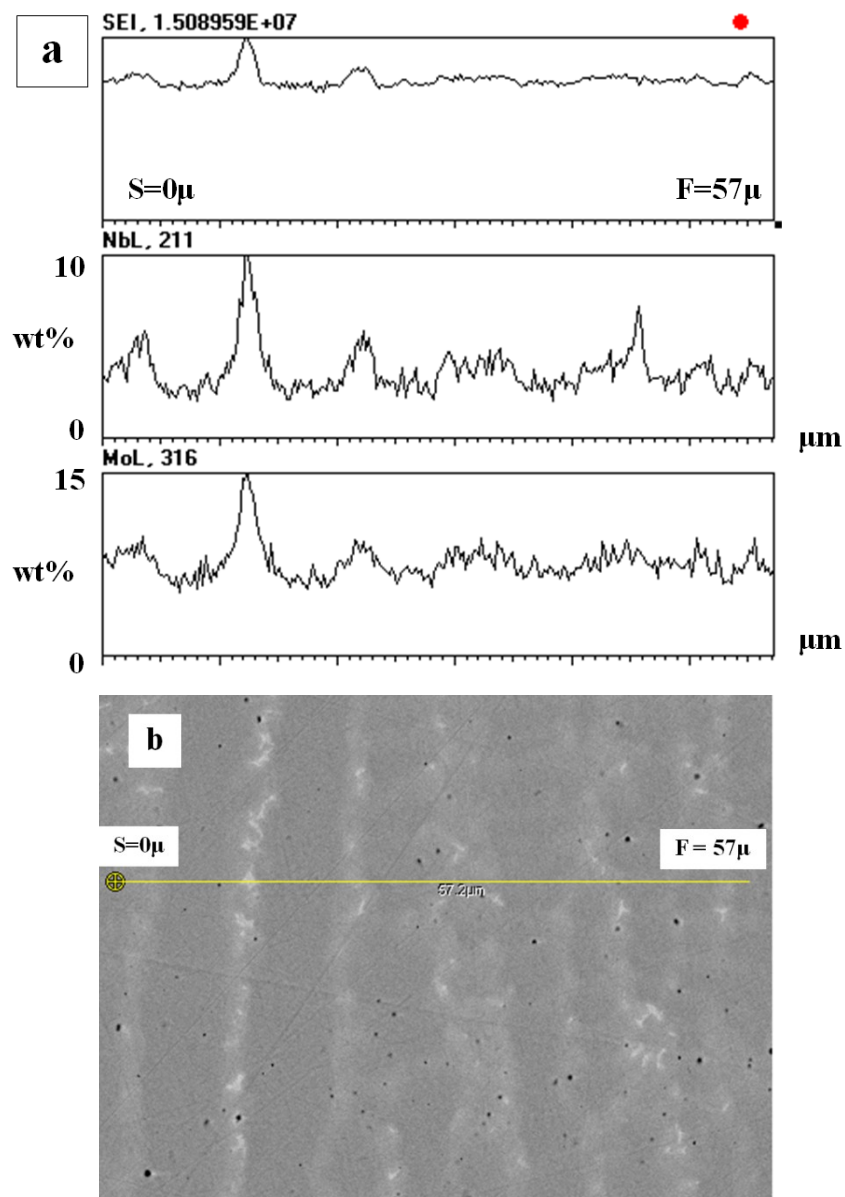 a
SEI, 1.508959E+07
S=0μ F=57μ
NbL, 211
10
wt%
0
μm
MoL, 316
15
wt%
0
μm
b
S=0μ
F = 57μ
57.2μm